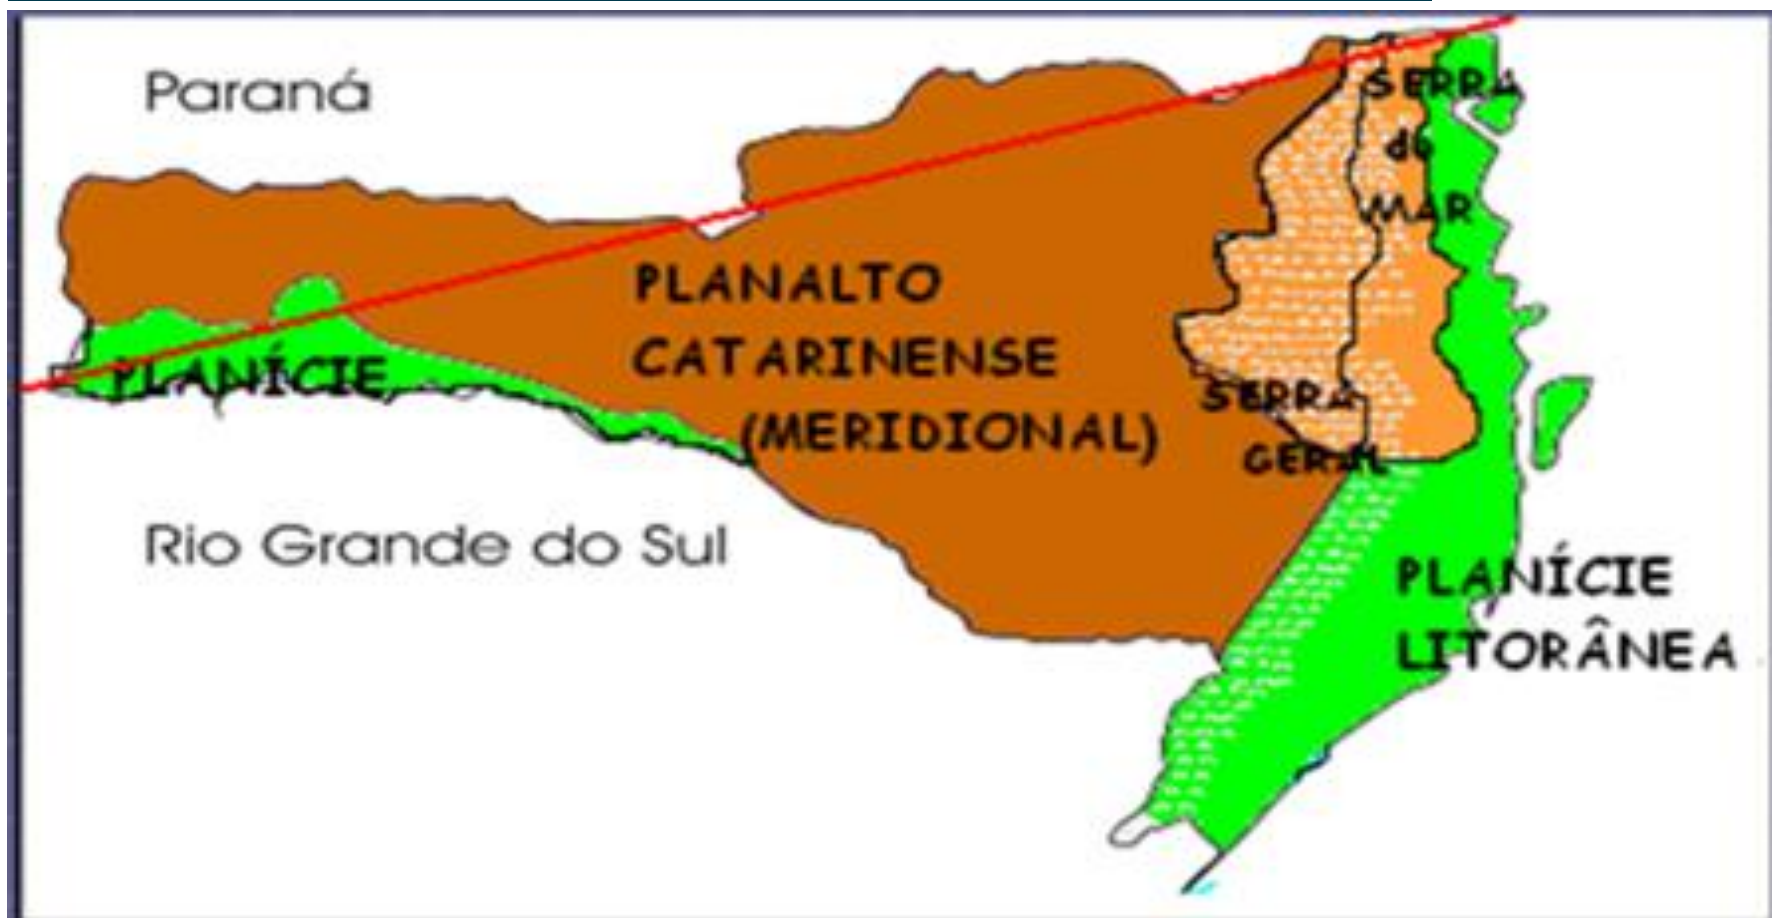 Paraná
SERRA
do
MAR
PLANALTO
CATARINENSE
(MERIDIONAL)
PLANÍCIE
SERRA
GERAL
Rio Grande do Sul
PLANÍCIE
LITORÂNEA